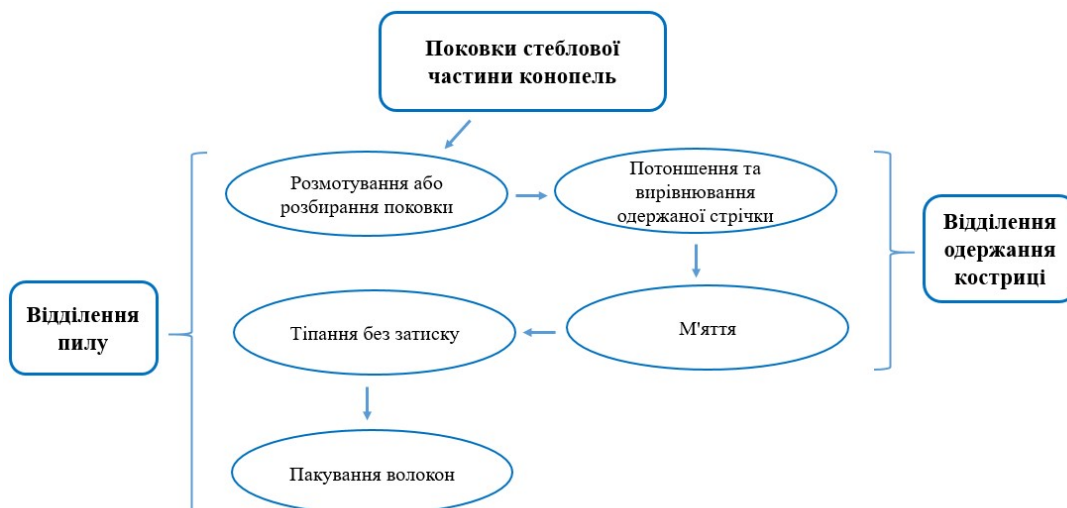 Поковки стеблової
частини конопель
Розмотування або
розбирання поковки
Потоншення та
вирівнювання
одержаної стрічки
Відділення
одержання
костриці
Відділення
пилу
Тіпання без затиску
М'яття
Пакування волокон